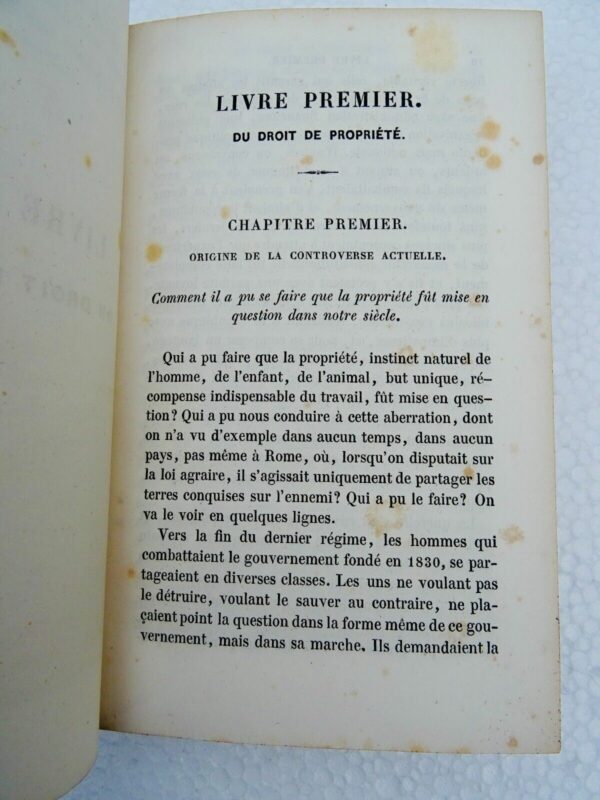 LIVRE PREMIER.
DU DROIT DE PROPRIÉTÉ.
CHAPITRE PREMIER.
ORIGINE DE LA CONTROVERSE ACTUELLE.
Comment il a pu se faire que la propriété fût mise en
question dans notre siècle.
Qui a pu faire que la propriété, instinct naturel de
l'homme, de l'enfant, de l'animal, but unique, ré-
compense indispensable du travail, fût mise en ques-
tion? Qui a pu nous conduire à cette aberration, dont
on n'a vu d'exemple dans aucun temps, dans aucun
pays, pas même à Rome, où, lorsqu'on disputait sur
la loi agraire, il s'agissait uniquement de partager les
terres conquises sur l'ennemi? Qui a pu le faire? On
va le voir en quelques lignes.
Vers la fin du dernier régime, les hommes qui
combattaient le gouvernement fondé en 1830, se par-
tageaient en diverses classes. Les uns ne voulant pas
le détruire, voulant le sauver au contraire, ne pla-
çaient point la question dans la forme même de ce gou-
vernement, mais dans sa marche. Ils demandaient la